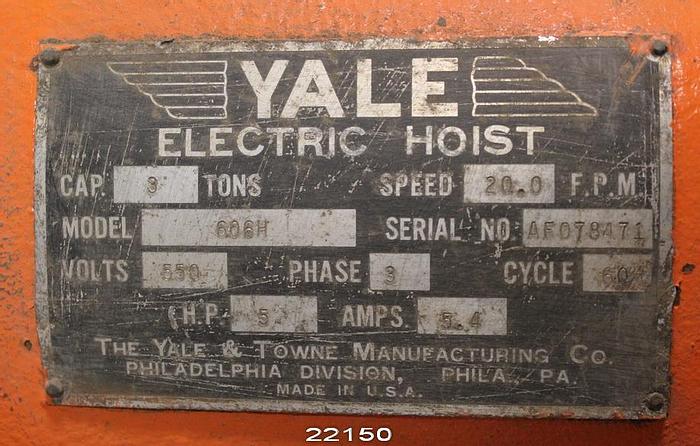 YALE
ELECTRIC HOIST
CAP. 3 TONS SPEED 20.0 F.P.M.
MODEL 606H SERIAL NO. AF078471
VOLTS 550 PHASE 3 CYCLE 60
H.P. 5 AMPS. 5.4
THE YALE & TOWNE MANUFACTURING CO.
PHILADELPHIA DIVISION, PHILA., PA.
MADE IN U.S.A.
22150